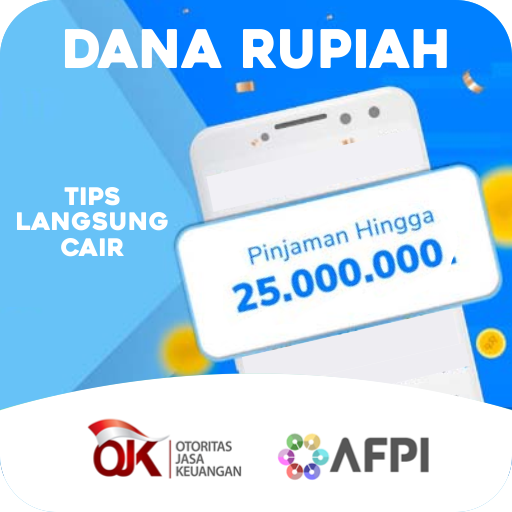 DANA RUPIAH
TIPS
LANGSUNG
CAIR
Pinjaman Hingga
25.000.000
OJK
OTORITAS
JASA
KEUANGAN
AFPI